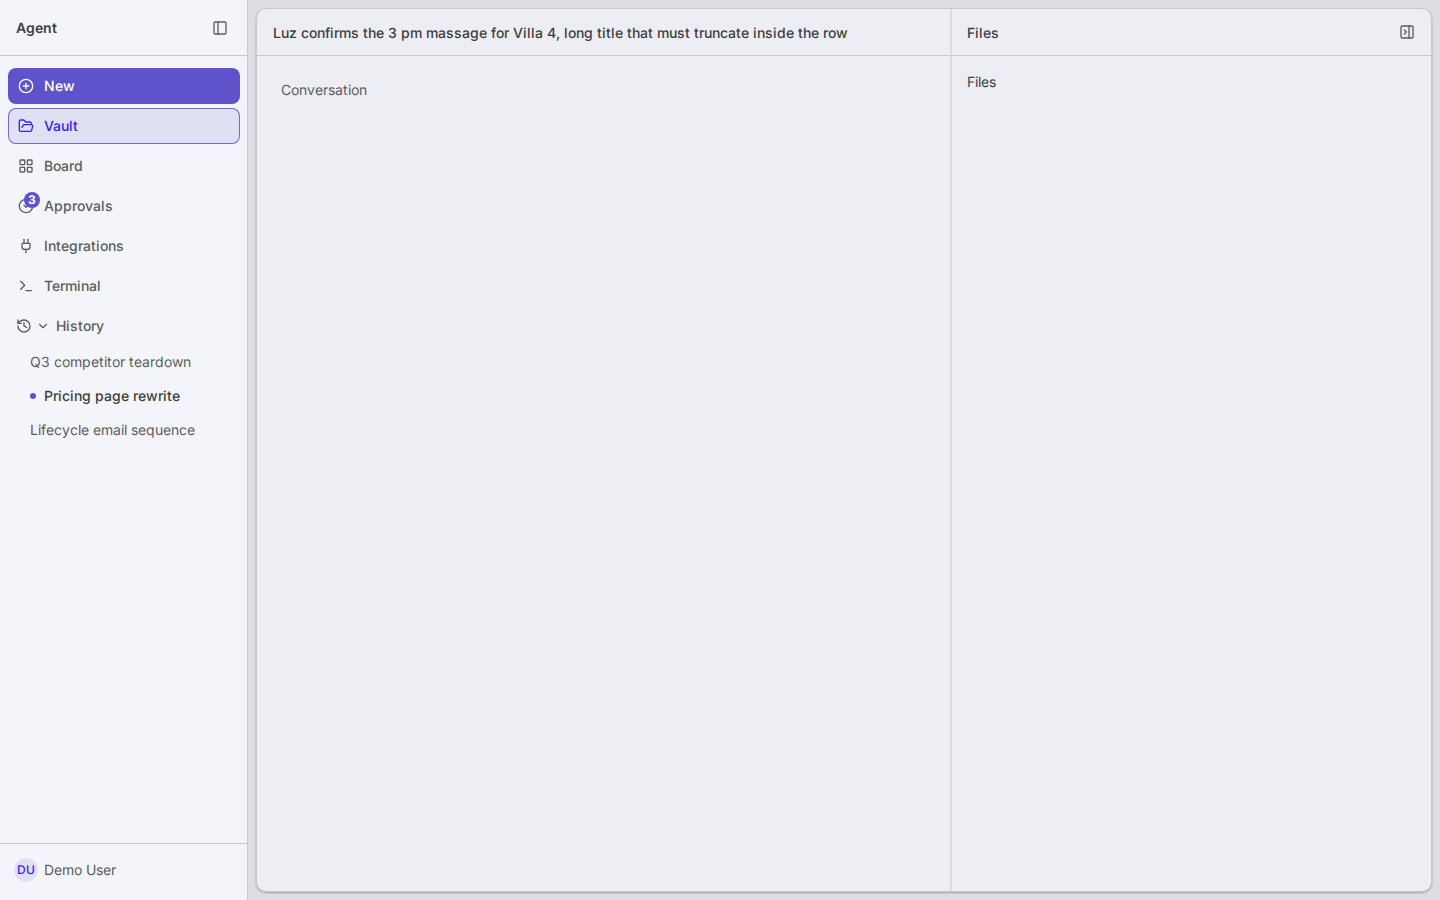 Agent
New
Vault
Board
3
Approvals
Integrations
Terminal
History
Q3 competitor teardown
Pricing page rewrite
Lifecycle email sequence
DU
Demo User
Luz confirms the 3 pm massage for Villa 4, long title that must truncate inside the row
Conversation
Files
Files